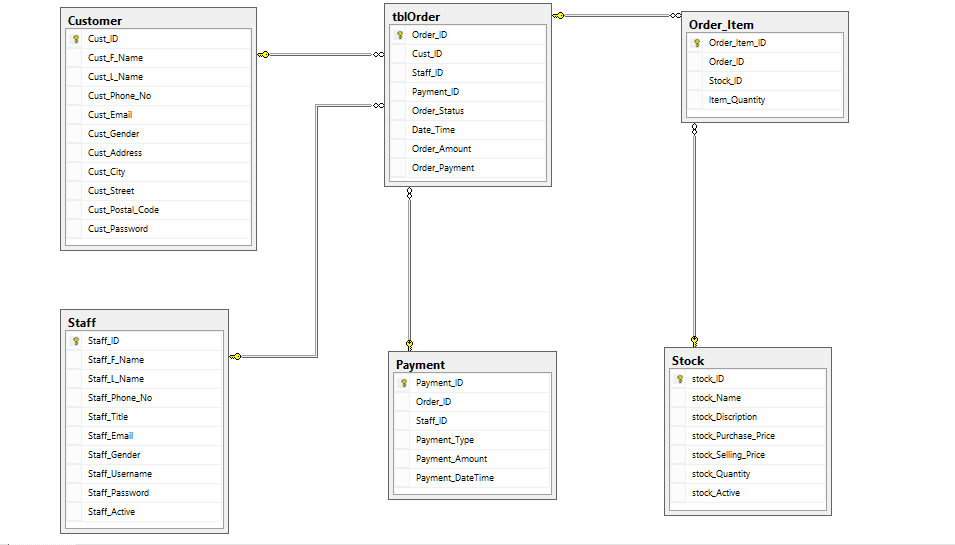 Customer
Cust_ID
Cust_F_Name
Cust_L_Name
Cust_Phone_No
Cust_Email
Cust_Gender
Cust_Address
Cust_City
Cust_Street
Cust_Postal_Code
Cust_Password
tblOrder
Order_ID
Cust_ID
Staff_ID
Payment_ID
Order_Status
Date_Time
Order_Amount
Order_Payment
Order_Item
Order_Item_ID
Order_ID
Stock_ID
Item_Quantity
Staff
Staff_ID
Staff_F_Name
Staff_L_Name
Staff_Phone_No
Staff_Title
Staff_Email
Staff_Gender
Staff_Username
Staff_Password
Staff_Active
Payment
Payment_ID
Order_ID
Staff_ID
Payment_Type
Payment_Amount
Payment_DateTime
Stock
stock_ID
stock_Name
stock_Discription
stock_Purchase_Price
stock_Selling_Price
stock_Quantity
stock_Active